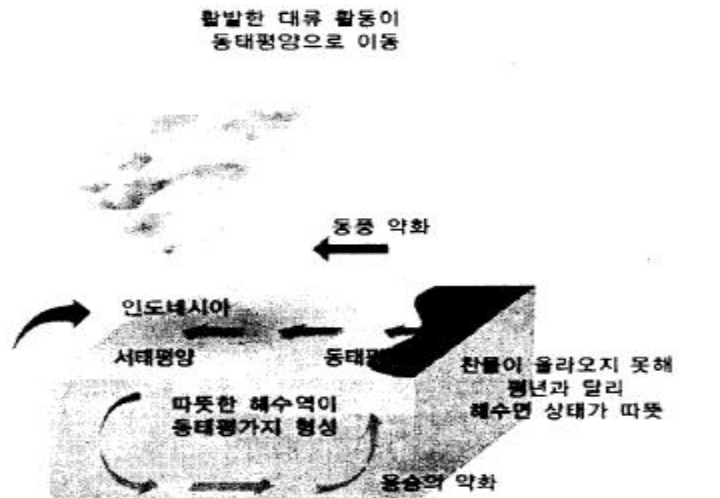 활발한 대류 활동이
동태평양으로 이동
동풍 약화
인도네시아
서태평양
찬물이 올라오지 못해
평년과 달리
해수면 상태가 따뜻
따뜻한 해수역이
동태평가지 형성
용승의 약화